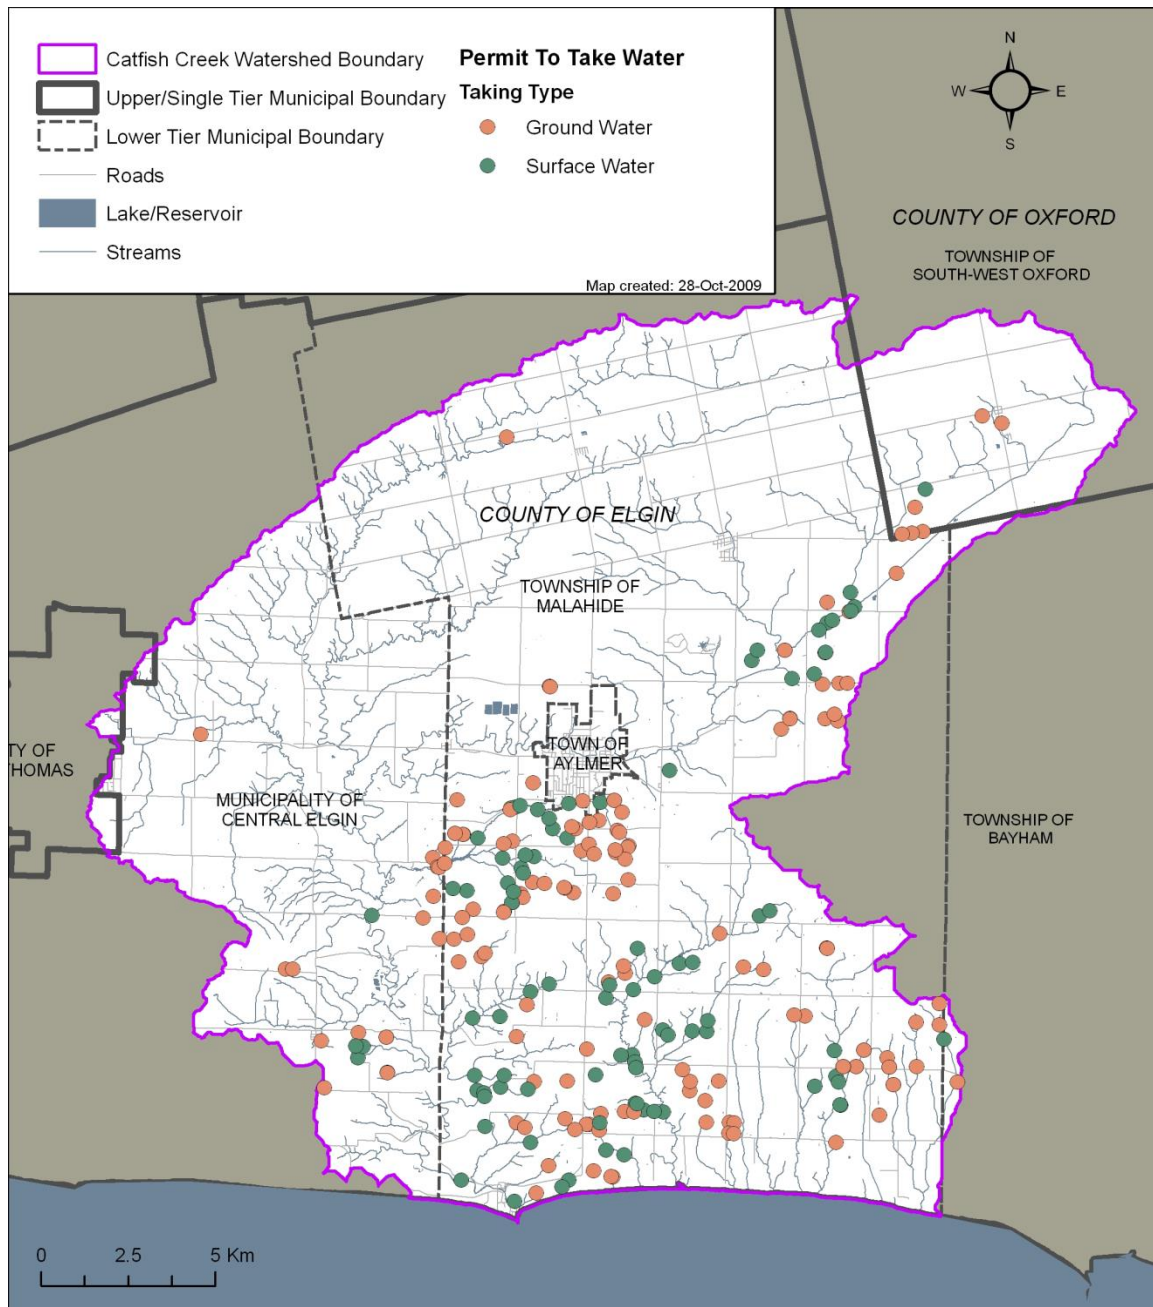 Catfish Creek Watershed Boundary
Upper/Single Tier Municipal Boundary
Lower Tier Municipal Boundary
Roads
Lake/Reservoir
Streams
Permit To Take Water
Taking Type
Ground Water
Surface Water
Map created: 28-Oct-2009
N
W
E
S
COUNTY OF OXFORD
TOWNSHIP OF
SOUTH-WEST OXFORD
COUNTY OF ELGIN
TOWNSHIP OF
MALAHIDE
TOWN OF
AYLMER
TY OF
THOMAS
MUNICIPALITY OF
CENTRAL ELGIN
TOWNSHIP OF
BAYHAM
0 2.5 5 Km